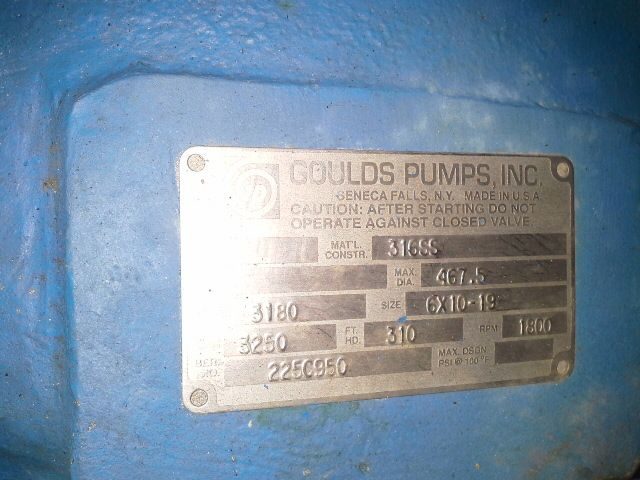 GOULDS PUMPS, INC.
SENECA FALLS, N.Y. MADE IN U.S.A.
CAUTION: AFTER STARTING DO NOT
OPERATE AGAINST CLOSED VALVE
MAT'L. CONSTR. 316SS
MAX. DIA. 467.5
3180 SIZE 6X10-19
3250 FT. HD. 310 RPM 1800
SER. NO. 225C950 MAX. DSGN PSI @ 100°F